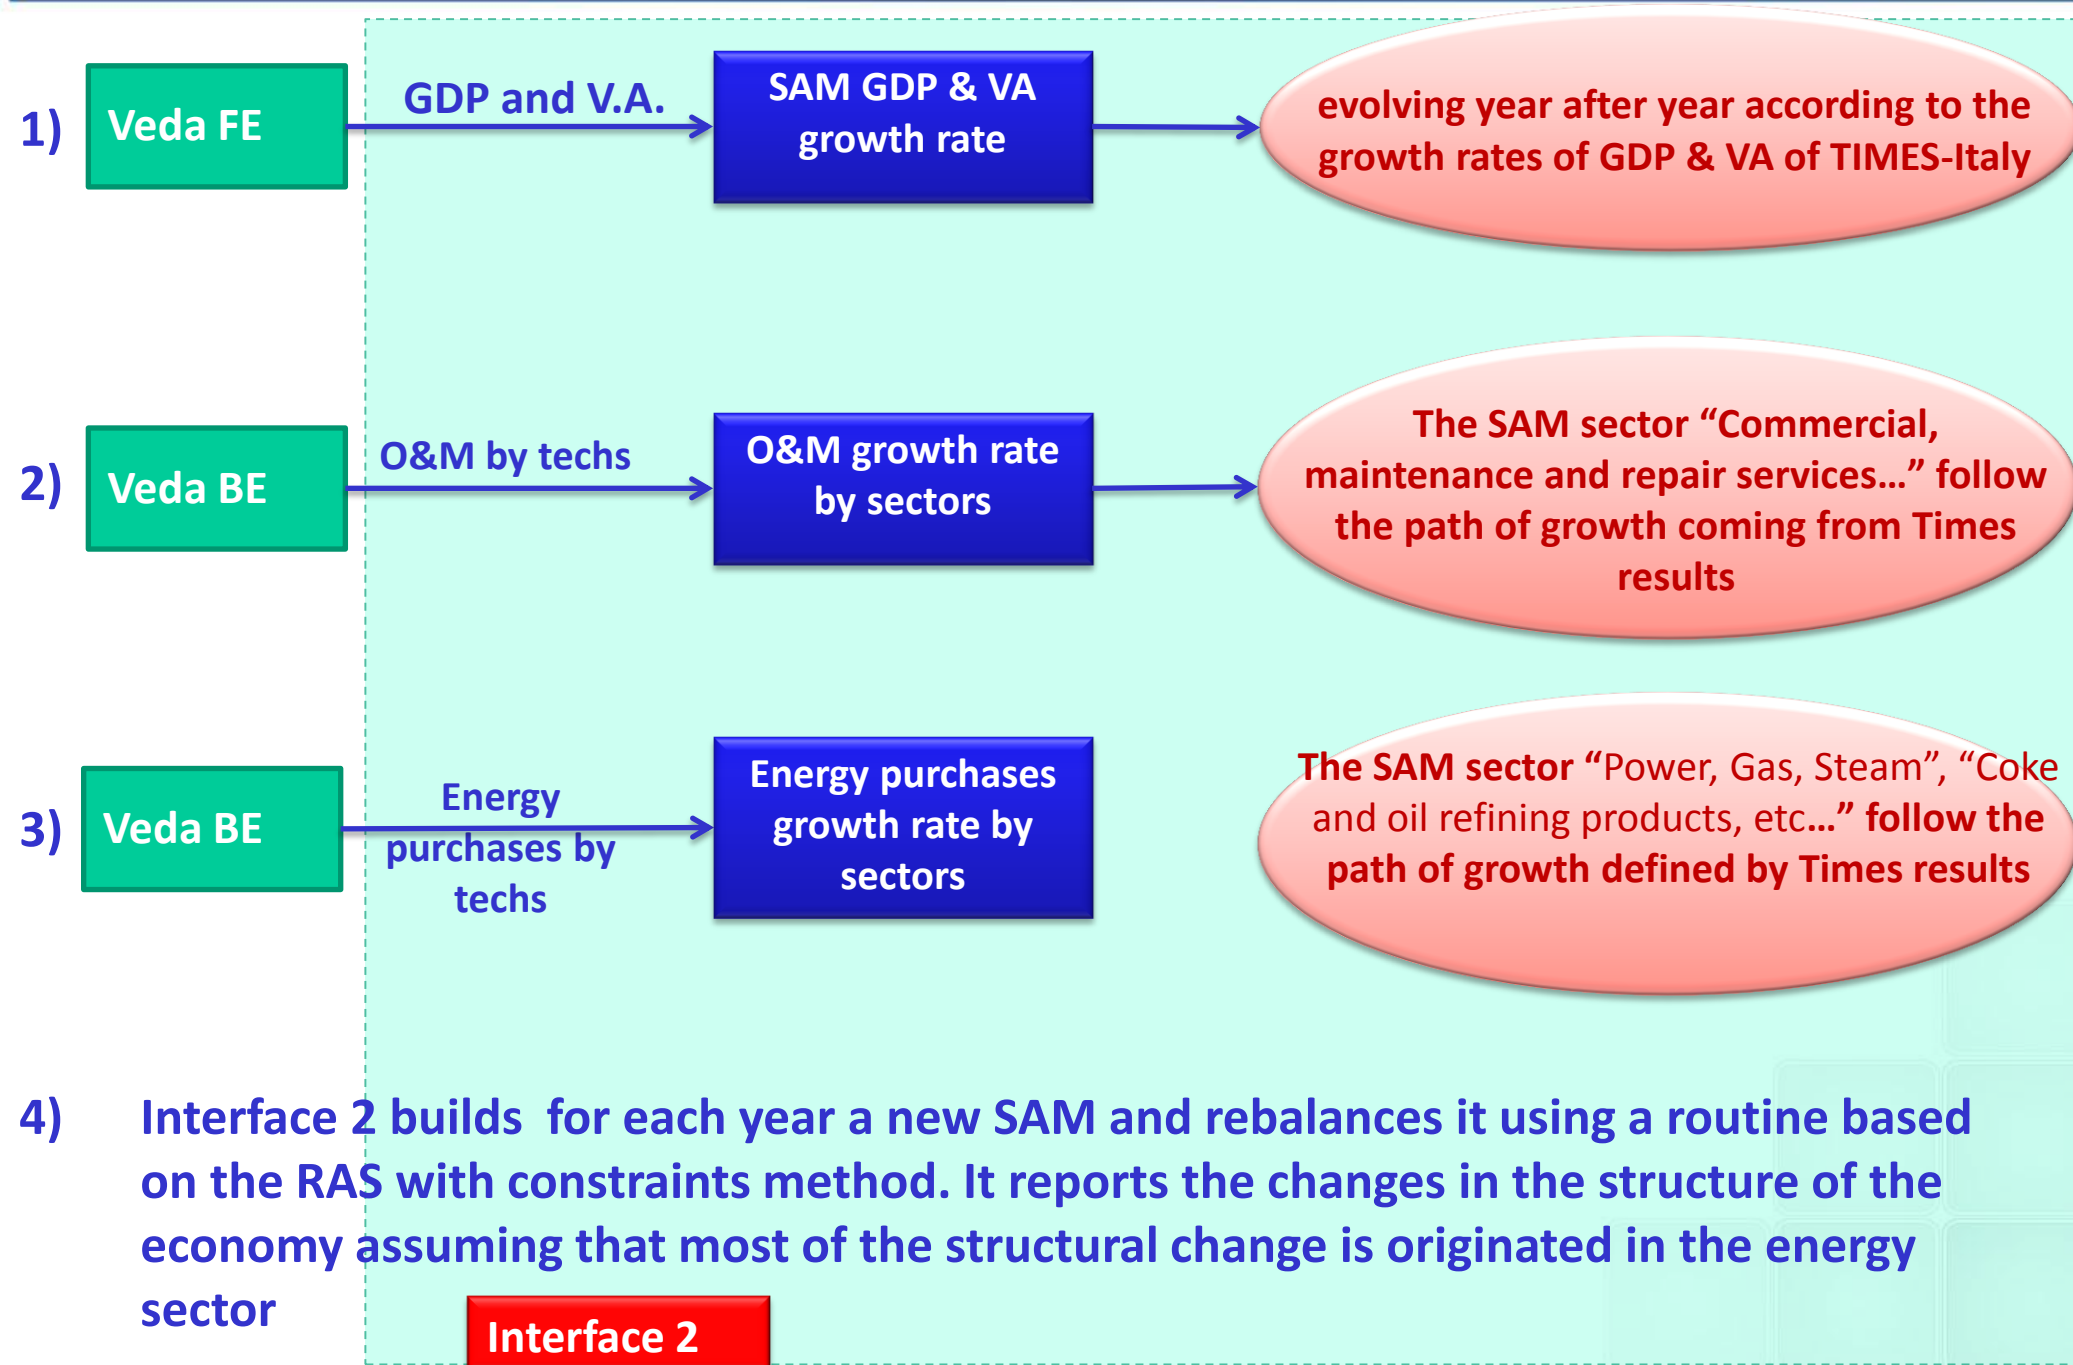 1)
Veda FE
GDP and V.A.
SAM GDP & VA
growth rate
evolving year after year according to the
growth rates of GDP & VA of TIMES-Italy
2)
Veda BE
O&M by techs
O&M growth rate
by sectors
The SAM sector “Commercial,
maintenance and repair services…” follow
the path of growth coming from Times
results
3)
Veda BE
Energy
purchases by
techs
Energy purchases
growth rate by
sectors
The SAM sector “Power, Gas, Steam”, “Coke
and oil refining products, etc…” follow the
path of growth defined by Times results
4) Interface 2 builds for each year a new SAM and rebalances it using a routine based
on the RAS with constraints method. It reports the changes in the structure of the
economy assuming that most of the structural change is originated in the energy
sector
Interface 2